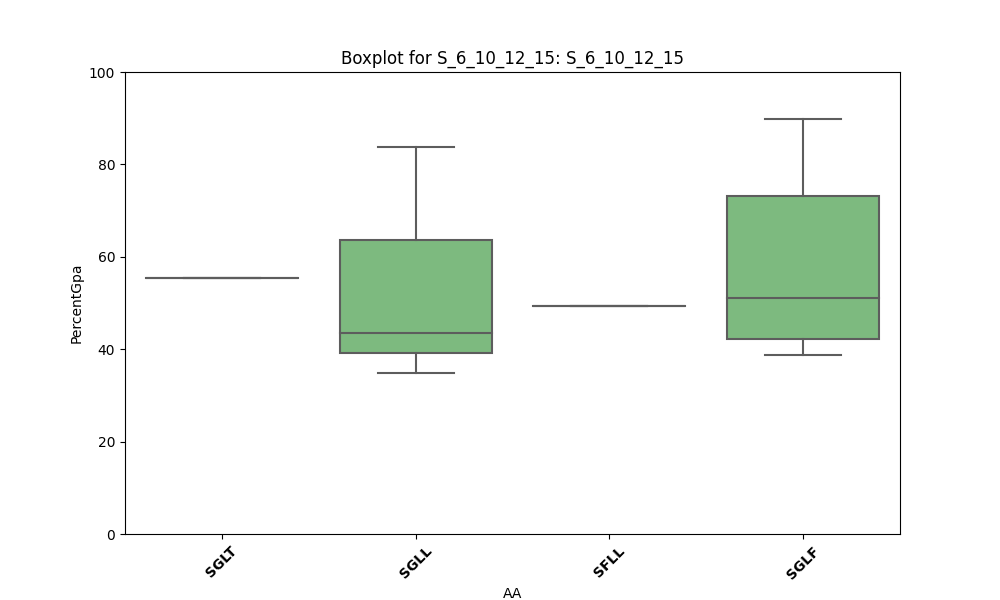 Boxplot for S_6_10_12_15: S_6_10_12_15
100
80
60
40
20
0
PercentGpa
SGLT
SGLL
SFLL
SGLF
AA